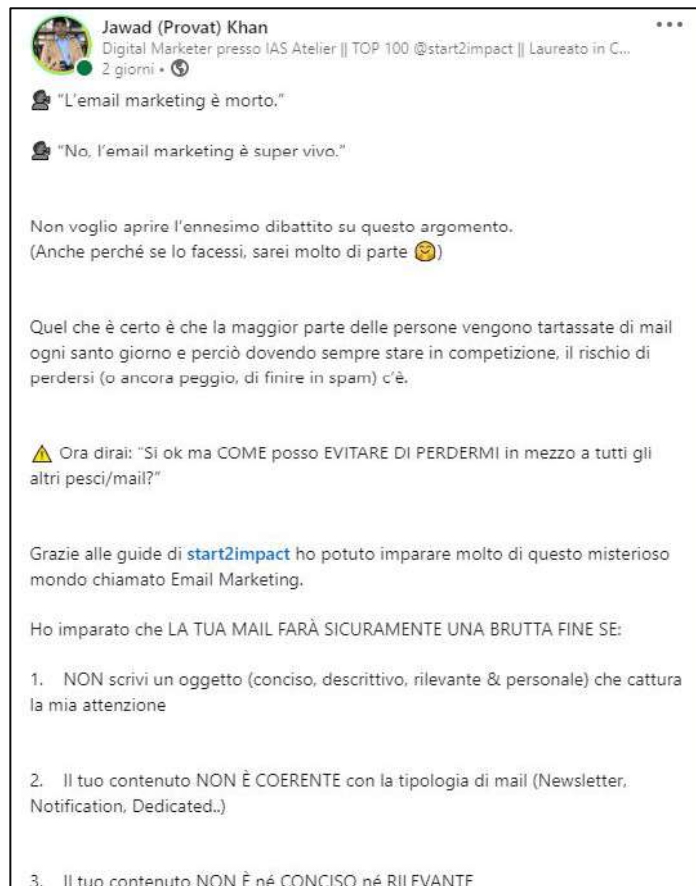 Jawad (Provat) Khan
Digital Marketer presso IAS Atelier || TOP 100 @start2impact || Laureato in C...
2 giorni •
"L'email marketing è morto."
"No, l'email marketing è super vivo."
Non voglio aprire l'ennesimo dibattito su questo argomento.
(Anche perché se lo facessi, sarei molto di parte 🤗)
Quel che è certo è che la maggior parte delle persone vengono tartassate di mail
ogni santo giorno e perciò dovendo sempre stare in competizione, il rischio di
perdersi (o ancora peggio, di finire in spam) c'è.
⚠ Ora dirai: "Si ok ma COME posso EVITARE DI PERDERMI in mezzo a tutti gli
altri pesci/mail?"
Grazie alle guide di start2impact ho potuto imparare molto di questo misterioso
mondo chiamato Email Marketing.
Ho imparato che LA TUA MAIL FARÀ SICURAMENTE UNA BRUTTA FINE SE:
1. NON scrivi un oggetto (conciso, descrittivo, rilevante & personale) che cattura
la mia attenzione
2. Il tuo contenuto NON È COERENTE con la tipologia di mail (Newsletter,
Notification, Dedicated..)
3. Il tuo contenuto NON È né CONCISO né RILEVANTE